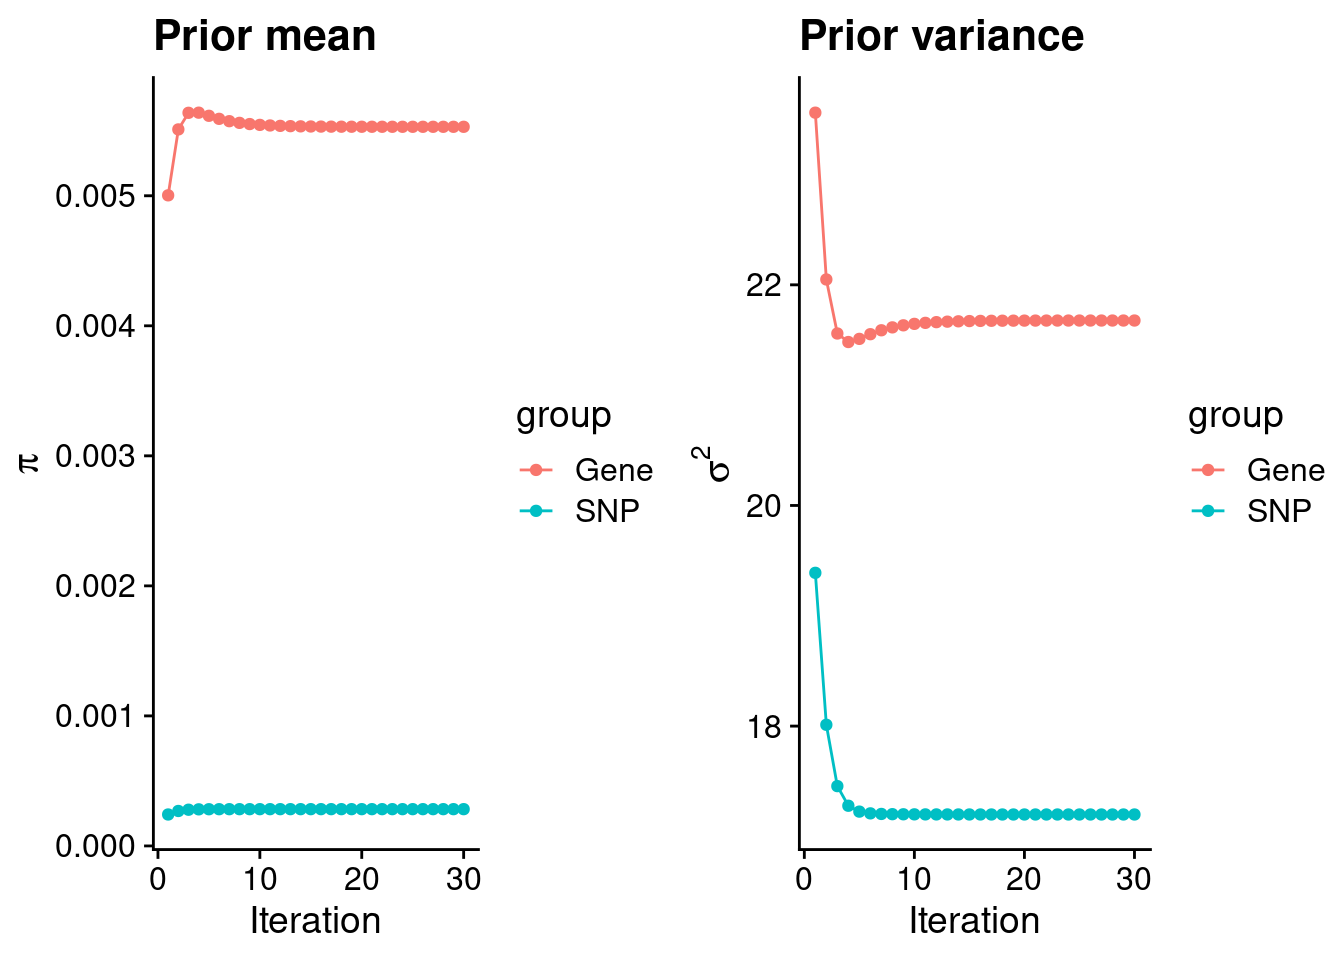 Prior mean
π
0.005
0.004
0.003
0.002
0.001
0.000
0
10
20
30
Iteration
group
Gene
SNP
Prior variance
σ²
22
20
18
0
10
20
30
Iteration
group
Gene
SNP